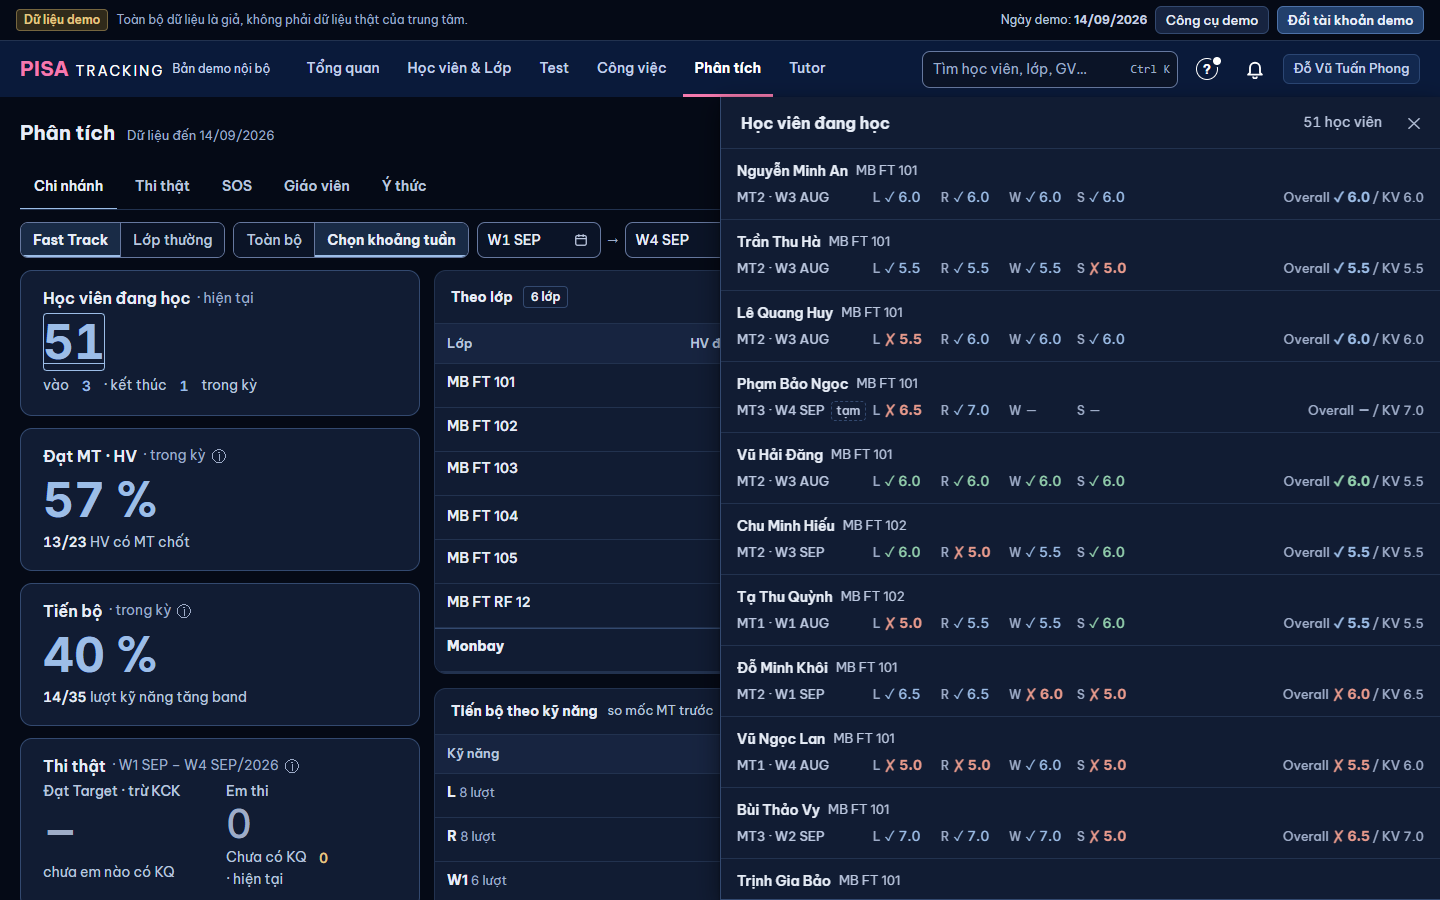 Dữ liệu demo Toàn bộ dữ liệu là giả, không phải dữ liệu thật của trung tâm. Ngày demo: 14/09/2026 Công cụ demo Đổi tài khoản demo
PISA TRACKING Bản demo nội bộ Tổng quan Học viên & Lớp Test Công việc Phân tích Tutor Tìm học viên, lớp, GV... Ctrl K ? Đỗ Vũ Tuấn Phong
Phân tích Dữ liệu đến 14/09/2026
Chi nhánh Thi thật SOS Giáo viên Ý thức
Fast Track Lớp thường Toàn bộ Chọn khoảng tuần W1 SEP → W4 SEP
Học viên đang học · hiện tại
51
vào 3 · kết thúc 1 trong kỳ
Đạt MT · HV · trong kỳ
57 %
13/23 HV có MT chốt
Tiến bộ · trong kỳ
40 %
14/35 lượt kỹ năng tăng band
Thi thật · W1 SEP – W4 SEP/2026
Đạt Target · trừ KCK Em thi
— 0
chưa em nào có KQ Chưa có KQ 0
· hiện tại
Theo lớp 6 lớp
Lớp HV đ
MB FT 101
MB FT 102
MB FT 103
MB FT 104
MB FT 105
MB FT RF 12
Monbay
Tiến bộ theo kỹ năng so mốc MT trước
Kỹ năng
L 8 lượt
R 8 lượt
W1 6 lượt
Học viên đang học 51 học viên
Nguyễn Minh An MB FT 101
MT2 · W3 AUG L ✓ 6.0 R ✓ 6.0 W ✓ 6.0 S ✓ 6.0 Overall ✓ 6.0 / KV 6.0
Trần Thu Hà MB FT 101
MT2 · W3 AUG L ✓ 5.5 R ✓ 5.5 W ✓ 5.5 S ✗ 5.0 Overall ✓ 5.5 / KV 5.5
Lê Quang Huy MB FT 101
MT2 · W3 AUG L ✗ 5.5 R ✓ 6.0 W ✓ 6.0 S ✓ 6.0 Overall ✓ 6.0 / KV 6.0
Phạm Bảo Ngọc MB FT 101
MT3 · W4 SEP tạm L ✗ 6.5 R ✓ 7.0 W — S — Overall — / KV 7.0
Vũ Hải Đăng MB FT 101
MT2 · W3 AUG L ✓ 6.0 R ✓ 6.0 W ✓ 6.0 S ✓ 6.0 Overall ✓ 6.0 / KV 5.5
Chu Minh Hiếu MB FT 102
MT2 · W3 SEP L ✓ 6.0 R ✗ 5.0 W ✓ 5.5 S ✓ 6.0 Overall ✓ 5.5 / KV 5.5
Tạ Thu Quỳnh MB FT 102
MT1 · W1 AUG L ✗ 5.0 R ✓ 5.5 W ✓ 5.5 S ✓ 6.0 Overall ✓ 5.5 / KV 5.5
Đỗ Minh Khôi MB FT 101
MT2 · W1 SEP L ✓ 6.5 R ✓ 6.5 W ✗ 6.0 S ✗ 5.0 Overall ✗ 6.0 / KV 6.5
Vũ Ngọc Lan MB FT 101
MT1 · W4 AUG L ✗ 5.0 R ✗ 5.0 W ✓ 6.0 S ✗ 5.0 Overall ✗ 5.5 / KV 6.0
Bùi Thảo Vy MB FT 101
MT3 · W2 SEP L ✓ 7.0 R ✓ 7.0 W ✓ 7.0 S ✗ 5.0 Overall ✗ 6.5 / KV 7.0
Trịnh Gia Bảo MB FT 101